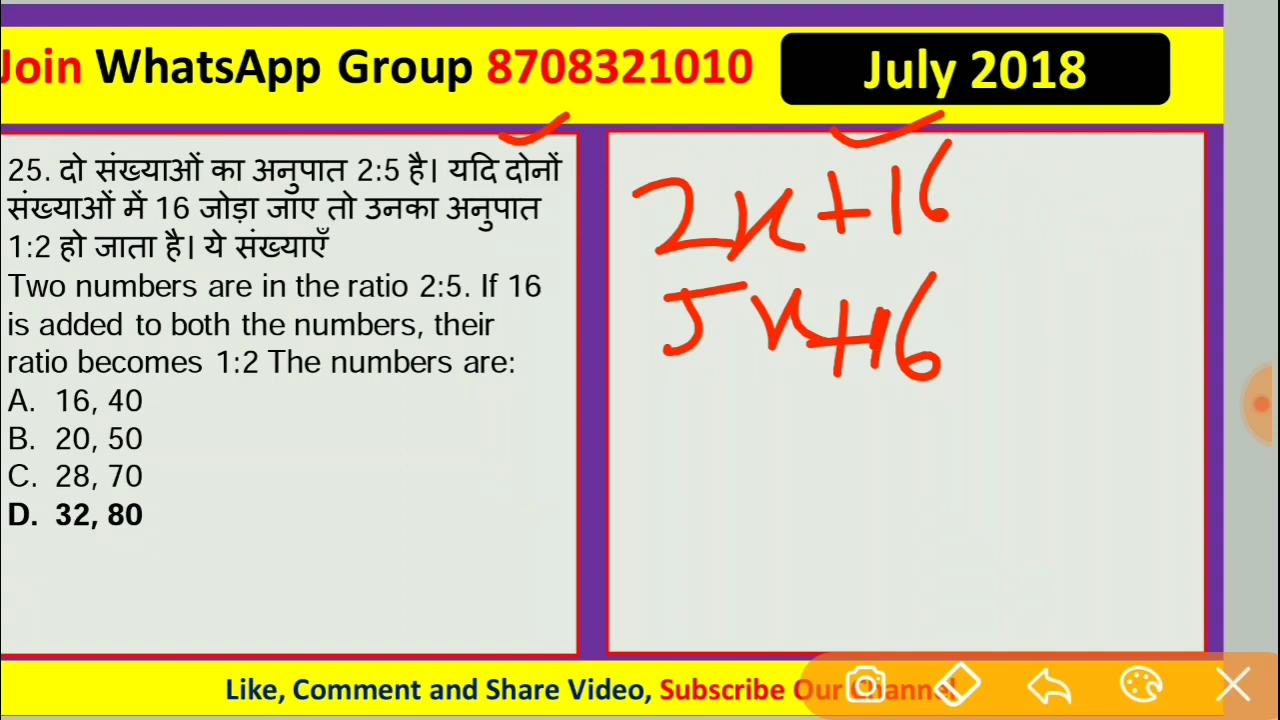 Join WhatsApp Group 8708321010
July 2018
25. दो संख्याओं का अनुपात 2:5 है। यदि दोनों
संख्याओं में 16 जोड़ा जाए तो उनका अनुपात
1:2 हो जाता है। ये संख्याएँ
Two numbers are in the ratio 2:5. If 16
is added to both the numbers, their
ratio becomes 1:2 The numbers are:
A. 16, 40
B. 20, 50
C. 28, 70
D. 32, 80
2x+16
5x+16
Like, Comment and Share Video, Subscribe Our Channel